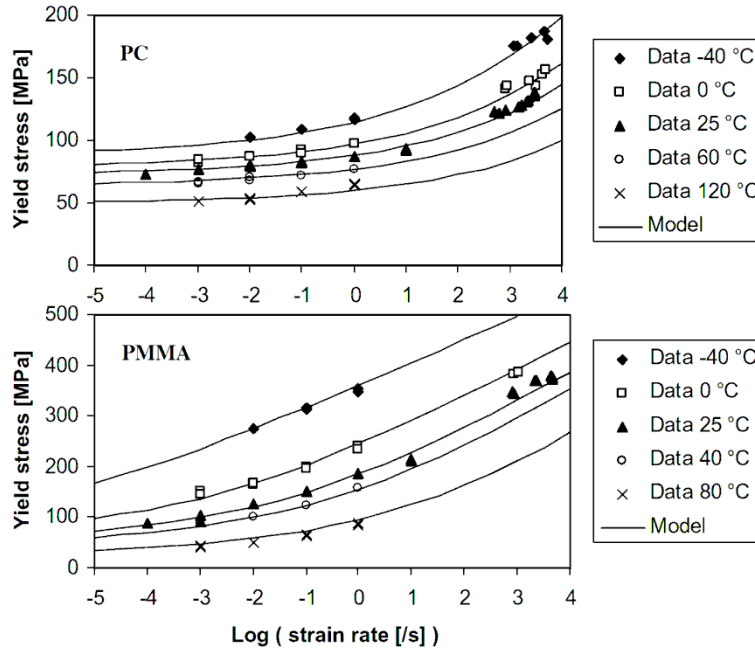 200
150
100
50
0
Yield stress [MPa]
PC
-5 -4 -3 -2 -1 0 1 2 3 4
Data -40 °C
Data 0 °C
Data 25 °C
Data 60 °C
Data 120 °C
Model
500
400
300
200
100
0
Yield stress [MPa]
PMMA
-5 -4 -3 -2 -1 0 1 2 3 4
Log ( strain rate [/s] )
Data -40 °C
Data 0 °C
Data 25 °C
Data 40 °C
Data 80 °C
Model